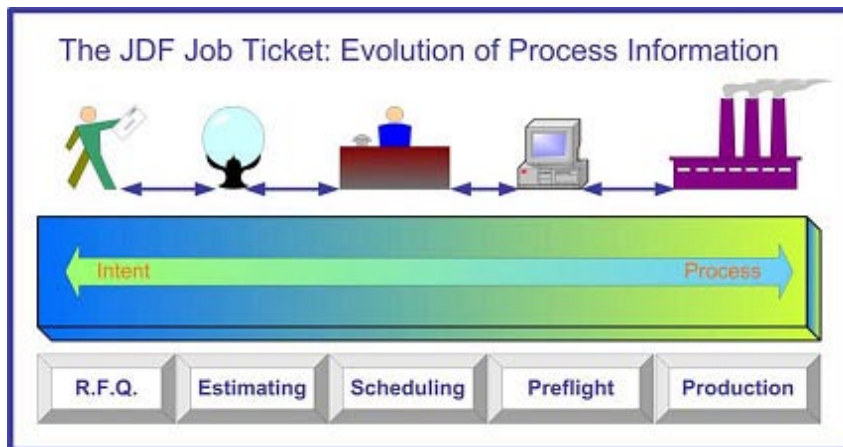 The JDF Job Ticket: Evolution of Process Information
Intent
Process
R.F.Q.
Estimating
Scheduling
Preflight
Production